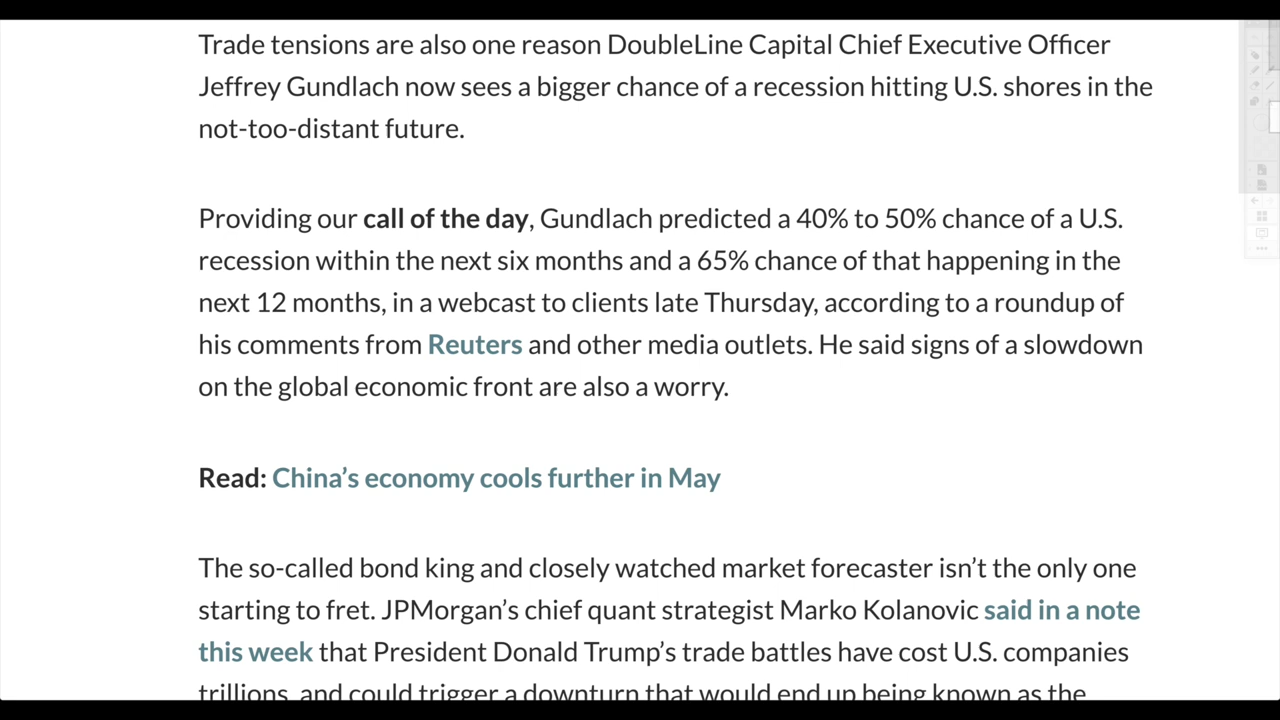 Trade tensions are also one reason DoubleLine Capital Chief Executive Officer
Jeffrey Gundlach now sees a bigger chance of a recession hitting U.S. shores in the
not-too-distant future.
Providing our call of the day, Gundlach predicted a 40% to 50% chance of a U.S.
recession within the next six months and a 65% chance of that happening in the
next 12 months, in a webcast to clients late Thursday, according to a roundup of
his comments from Reuters and other media outlets. He said signs of a slowdown
on the global economic front are also a worry.
Read: China’s economy cools further in May
The so-called bond king and closely watched market forecaster isn’t the only one
starting to fret. JPMorgan’s chief quant strategist Marko Kolanovic said in a note
this week that President Donald Trump’s trade battles have cost U.S. companies
trillions, and could trigger a downturn that would end up being known as the